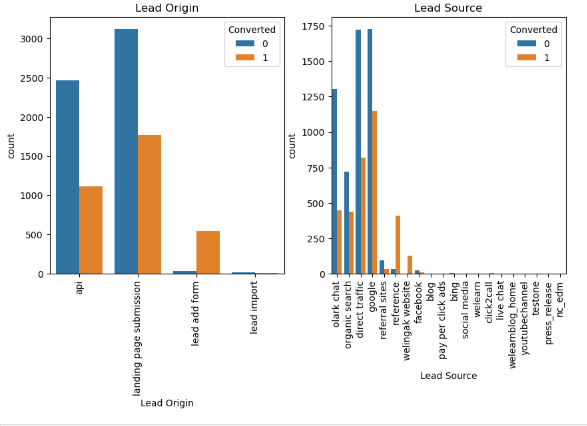 Lead Origin
Converted
0
1
3000
2500
2000
1500
1000
500
0
count
api
landing page submission
lead add form
lead import
Lead Origin
Lead Source
Converted
0
1
1750
1500
1250
1000
750
500
250
0
count
olark chat
organic search
direct traffic
google
referral sites
reference
welingak website
facebook
blog
pay per click ads
bing
social media
welearn
click2call
live chat
welearnblog_home
youtubechannel
testone
press_release
nc_edm
Lead Source